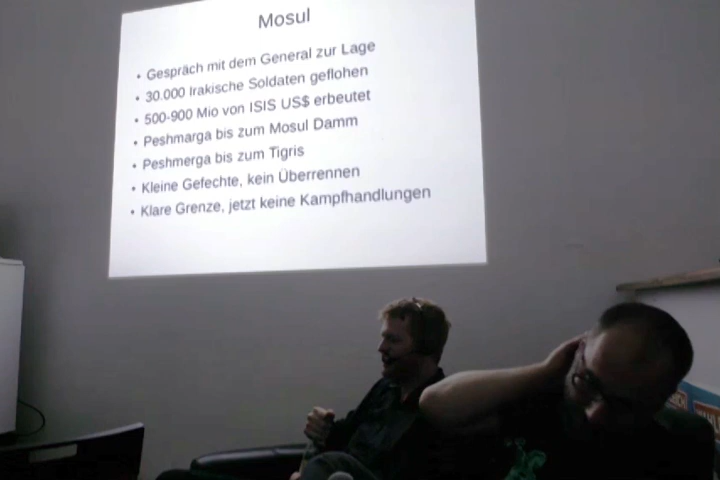 Mosul
• Gespräch mit dem General zur Lage
• 30.000 Irakische Soldaten geflohen
• 500-900 Mio von ISIS US$ erbeutet
• Peshmarga bis zum Mosul Damm
• Peshmerga bis zum Tigris
• Kleine Gefechte, kein Überrennen
• Klare Grenze, jetzt keine Kampfhandlungen